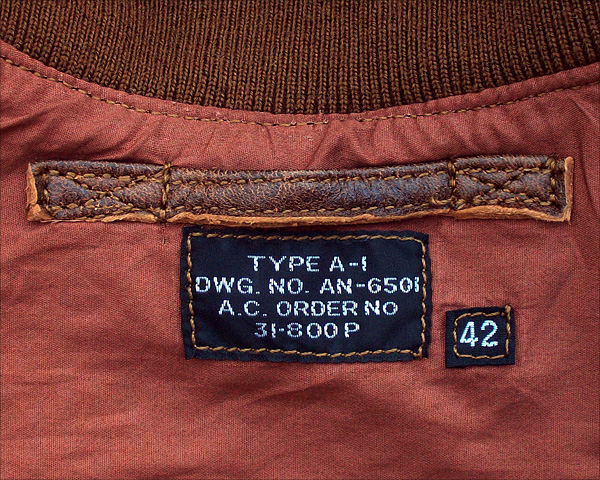 TYPE A-1
DWG. NO. AN-6501
A.C. ORDER NO
31-800 P
42